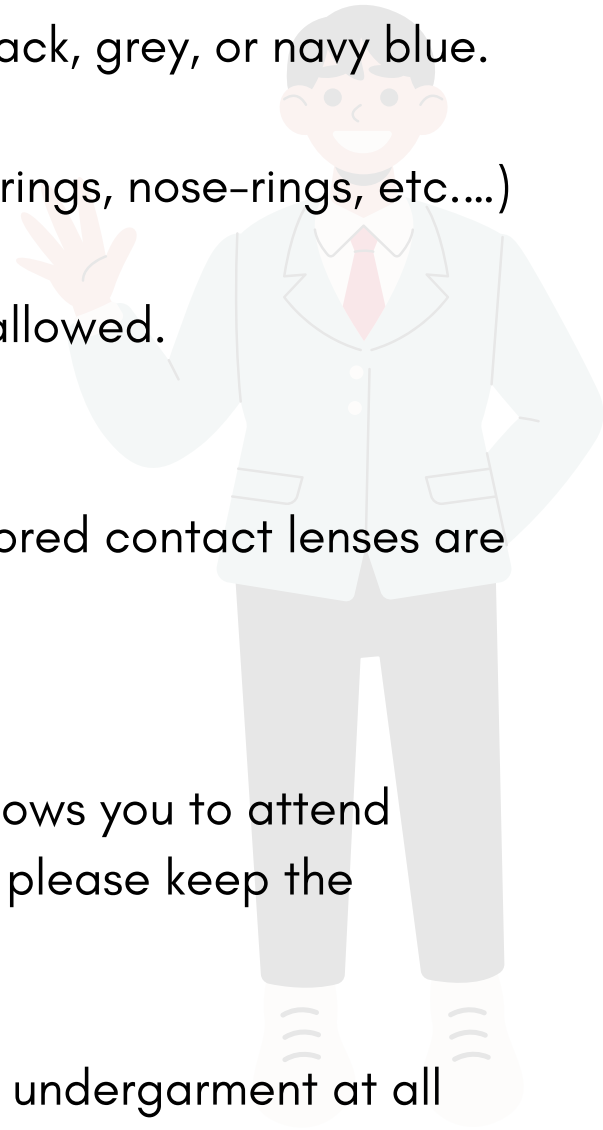 ack, grey, or navy blue.
rings, nose-rings, etc....)
allowed.
ored contact lenses are
ows you to attend
please keep the
undergarment at all